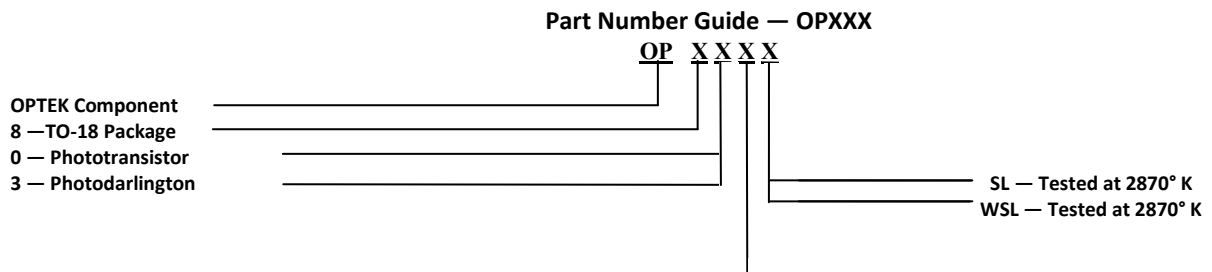 Part Number Guide — OPXXX
OP X X X X
OPTEK Component
8 —TO-18 Package
0 — Phototransistor
3 — Photodarlington
SL — Tested at 2870° K
WSL — Tested at 2870° K